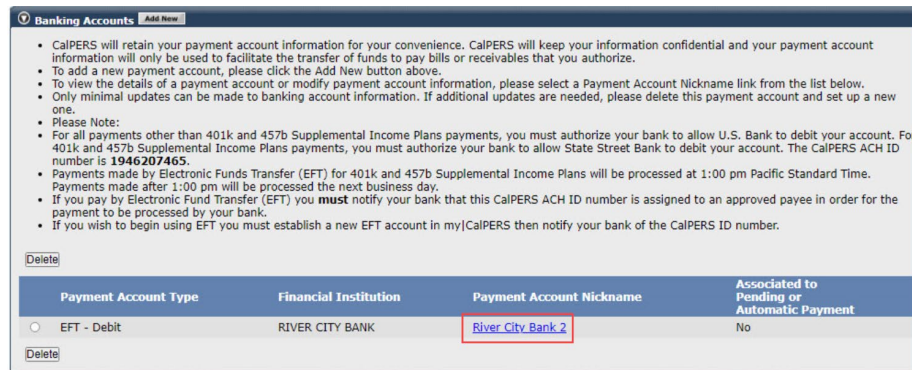 Banking Accounts Add New
• CalPERS will retain your payment account information for your convenience. CalPERS will keep your information confidential and your payment account
information will only be used to facilitate the transfer of funds to pay bills or receivables that you authorize.
• To add a new payment account, please click the Add New button above.
• To view the details of a payment account or modify payment account information, please select a Payment Account Nickname link from the list below.
• Only minimal updates can be made to banking account information. If additional updates are needed, please delete this payment account and set up a new
one.
• Please Note:
• For all payments other than 401k and 457b Supplemental Income Plans payments, you must authorize your bank to allow U.S. Bank to debit your account. Fo
401k and 457b Supplemental Income Plans payments, you must authorize your bank to allow State Street Bank to debit your account. The CalPERS ACH ID
number is 1946207465.
• Payments made by Electronic Funds Transfer (EFT) for 401k and 457b Supplemental Income Plans will be processed at 1:00 pm Pacific Standard Time.
Payments made after 1:00 pm will be processed the next business day.
• If you pay by Electronic Fund Transfer (EFT) you must notify your bank that this CalPERS ACH ID number is assigned to an approved payee in order for the
payment to be processed by your bank.
• If you wish to begin using EFT you must establish a new EFT account in my|CalPERS then notify your bank of the CalPERS ID number.
Delete
Payment Account Type Financial Institution Payment Account Nickname Associated to
Pending or
Automatic Payment
EFT - Debit RIVER CITY BANK River City Bank 2 No
Delete